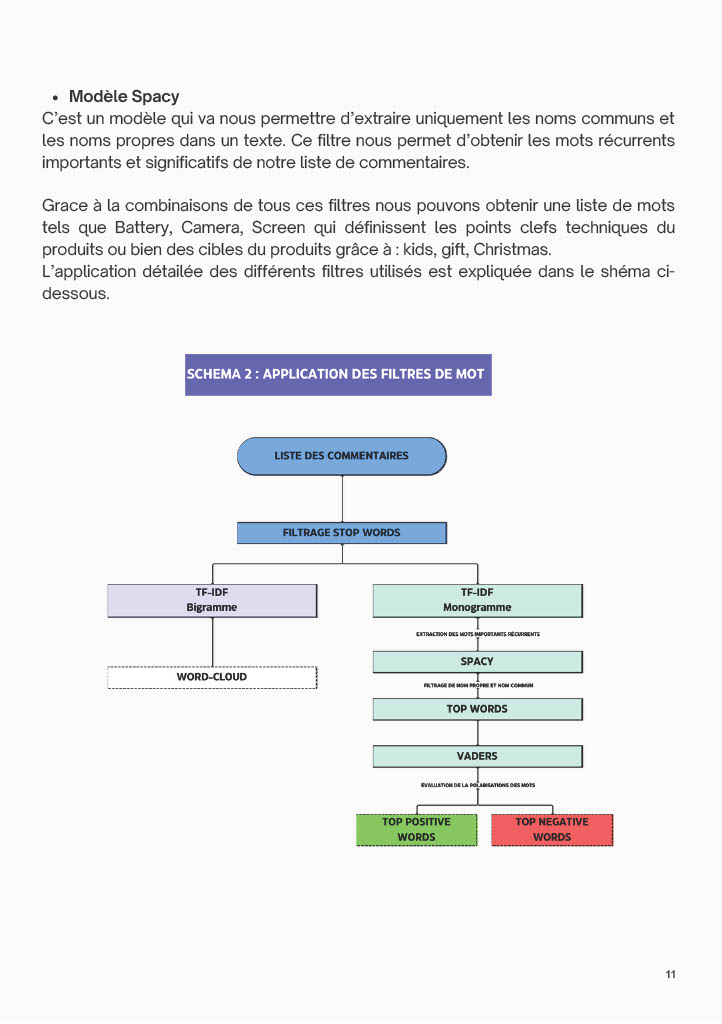 • Modèle Spacy
C'est un modèle qui va nous permettre d'extraire uniquement les noms communs et
les noms propres dans un texte. Ce filtre nous permet d'obtenir les mots récurrents
importants et significatifs de notre liste de commentaires.
Grace à la combinaisons de tous ces filtres nous pouvons obtenir une liste de mots
tels que Battery, Camera, Screen qui définissent les points clefs techniques du
produits ou bien des cibles du produits grâce à : kids, gift, Christmas.
L'application détailée des différents filtres utilisés est expliquée dans le shéma ci-
dessous.
SCHEMA 2 : APPLICATION DES FILTRES DE MOT
LISTE DES COMMENTAIRES
FILTRAGE STOP WORDS
TF-IDF
Bigramme
WORD-CLOUD
TF-IDF
Monogramme
EXTRACTION DES MOTS IMPORTANTS RÉCURRENTS
SPACY
FILTRAGE DE NOM PROPRE ET NOM COMMUN
TOP WORDS
VADERS
ÉVALUATION DE LA POLARISATIONS DES MOTS
TOP POSITIVE
WORDS
TOP NEGATIVE
WORDS
11